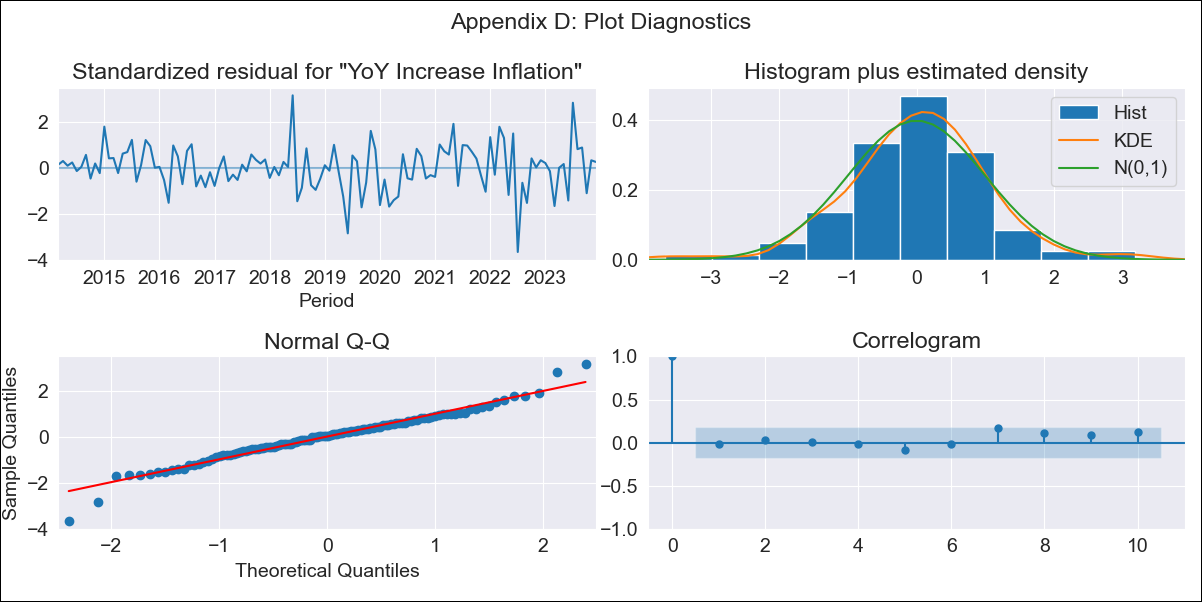 Appendix D: Plot Diagnostics
Standardized residual for "YoY Increase Inflation"
2
0
−2
−4
2015 2016 2017 2018 2019 2020 2021 2022 2023
Period
Histogram plus estimated density
0.4
0.2
0.0
−3 −2 −1 0 1 2 3
Hist
KDE
N(0,1)
Normal Q-Q
Sample Quantiles
2
0
−2
−4
−2 −1 0 1 2
Theoretical Quantiles
Correlogram
1.0
0.5
0.0
−0.5
−1.0
0 2 4 6 8 10